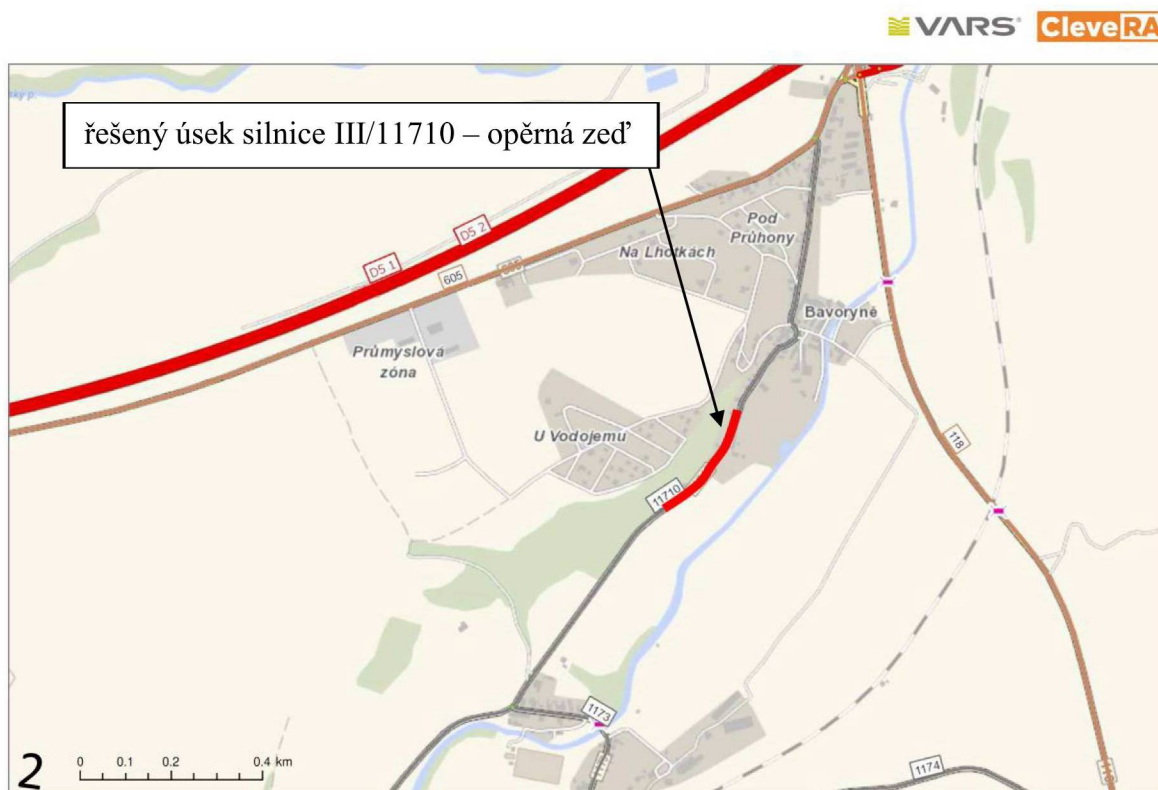 VARS CleveRA
řešený úsek silnice III/11710 – opěrná zeď
ky p.
D5 2
D5 1
605
Pod
Průhony
Na Lhotkách
Bavoryně
Průmyslová
zóna
U Vodojemu
118
11710
1173
1174
2
0 0.1 0.2 0.4 km